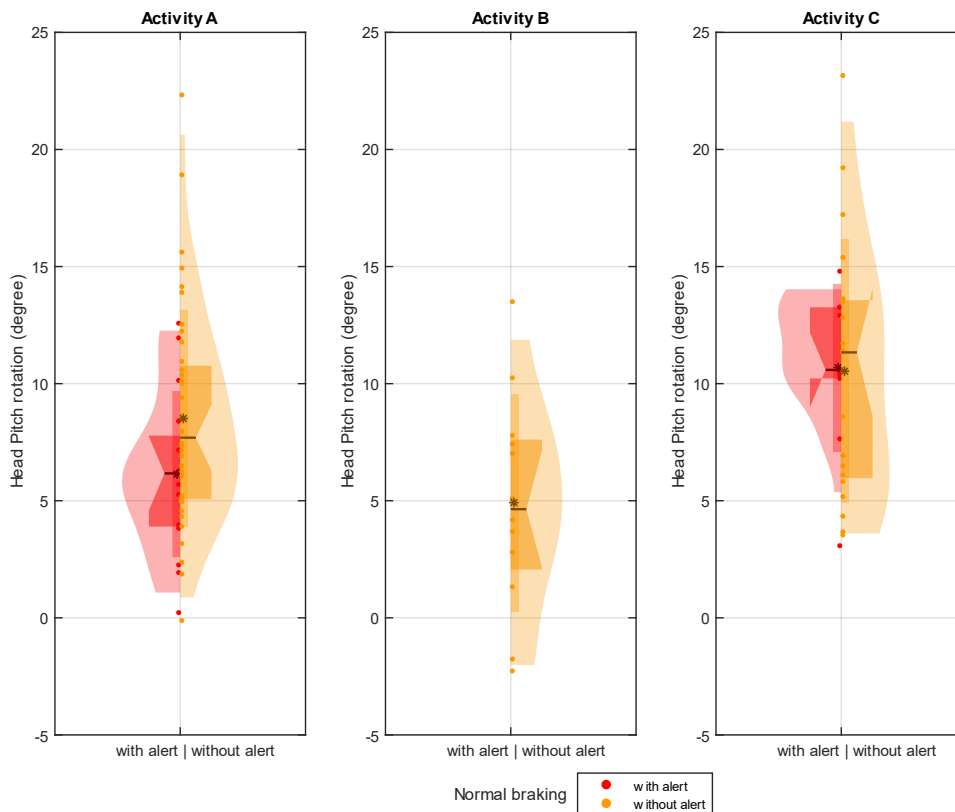 Activity A
Activity B
Activity C
25
20
15
10
5
0
-5
Head Pitch rotation (degree)
with alert | without alert
25
20
15
10
5
0
-5
Head Pitch rotation (degree)
with alert | without alert
25
20
15
10
5
0
-5
Head Pitch rotation (degree)
with alert | without alert
Normal braking
with alert
without alert